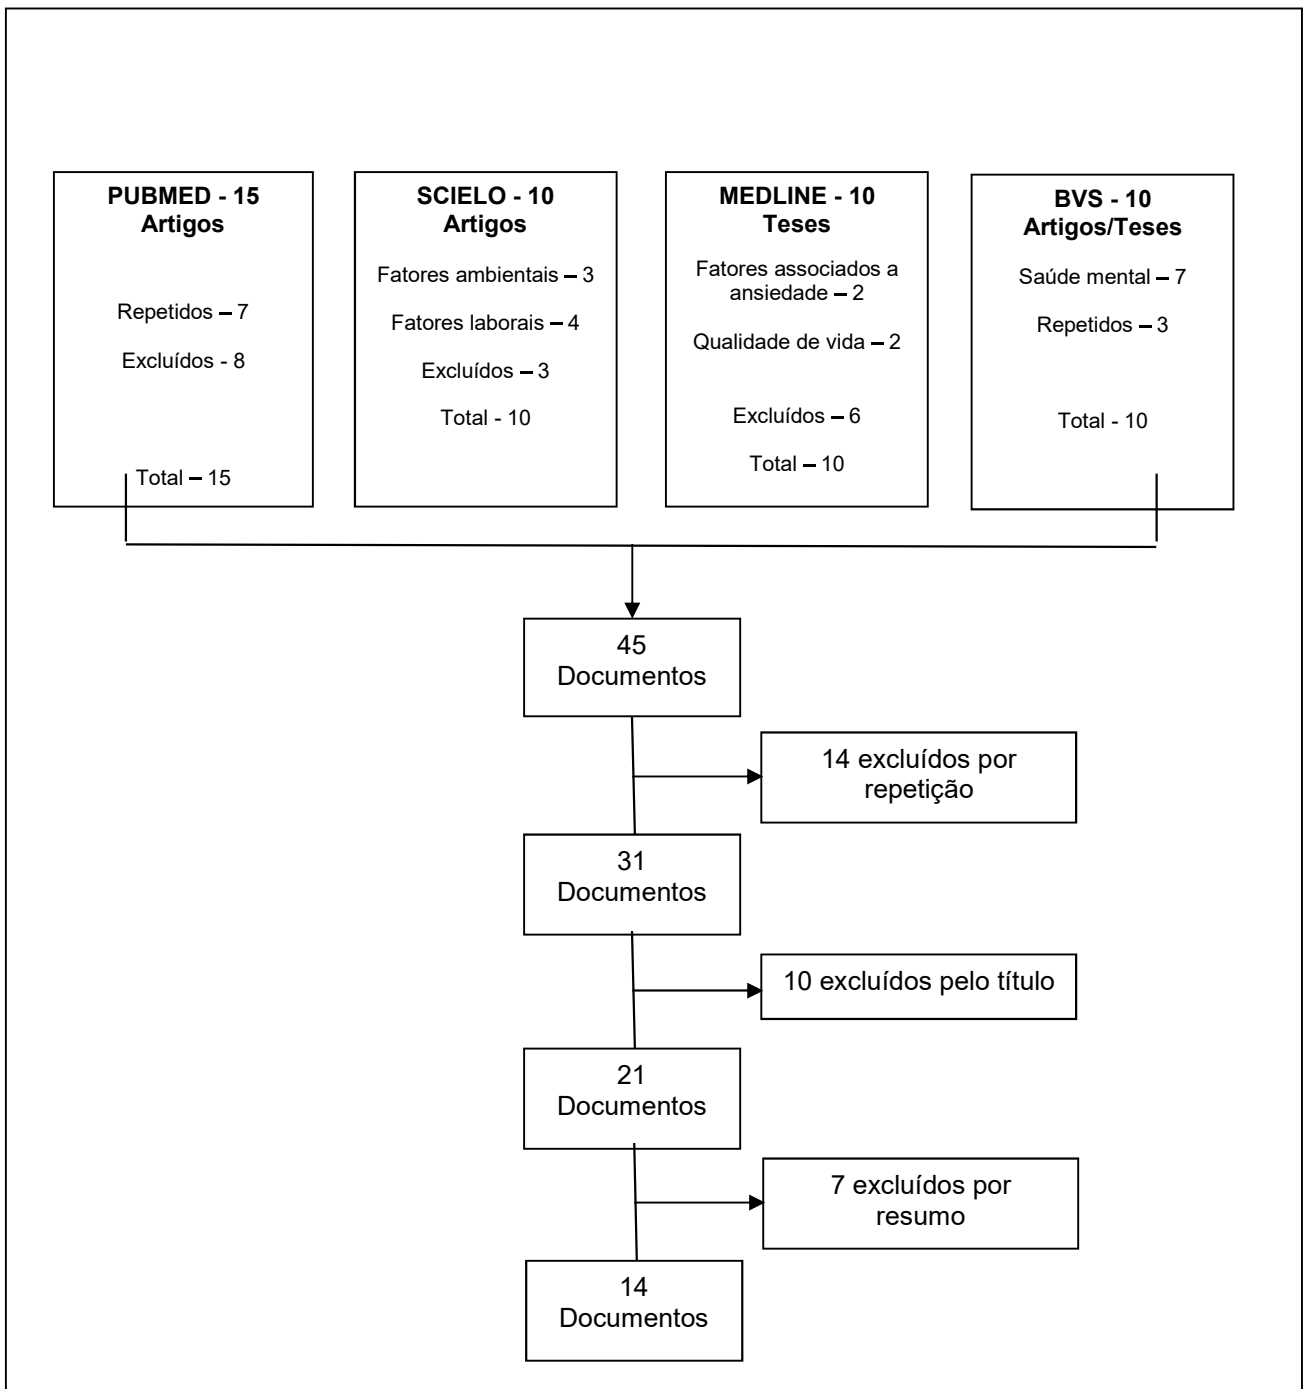 PUBMED - 15
Artigos
Repetidos – 7
Excluídos - 8
Total – 15
SCIELO - 10
Artigos
Fatores ambientais – 3
Fatores laborais – 4
Excluídos – 3
Total - 10
MEDLINE - 10
Teses
Fatores associados a
ansiedade – 2
Qualidade de vida – 2
Excluídos – 6
Total – 10
BVS - 10
Artigos/Teses
Saúde mental – 7
Repetidos – 3
Total - 10
45
Documentos
14 excluídos por
repetição
31
Documentos
10 excluídos pelo título
21
Documentos
7 excluídos por
resumo
14
Documentos